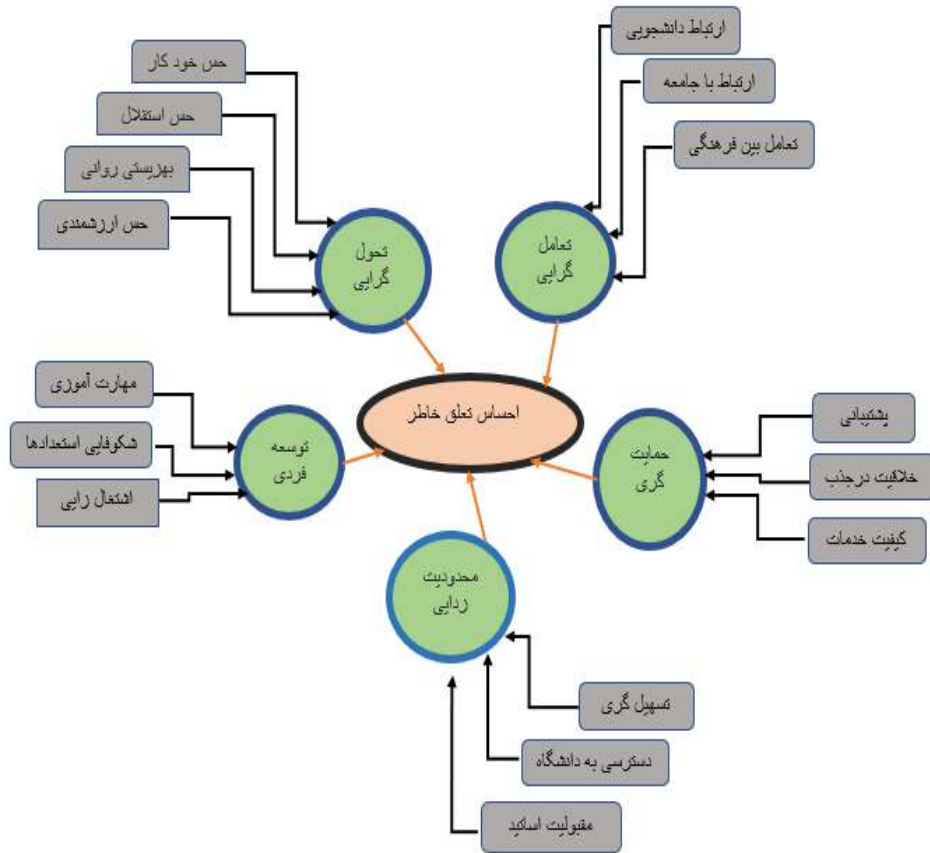 ارتباط دانشجویی
ارتباط با جامعه
تعامل بین فرهنگی
تعامل
گرایی
حس خود کار
حس استقلال
بهزیستی روانی
حس ارزشمندی
تحول
گرایی
احساس تعلق خاطر
پشتیبانی
خلاقیت درجذب
کیفیت خدمات
حمایت
گری
مهارت آموزی
شکوفایی استعدادها
اشتغال زایی
توسعه
فردی
محدودیت
زدایی
تسهیل گری
دسترسی به دانشگاه
مقبولیت اساتید